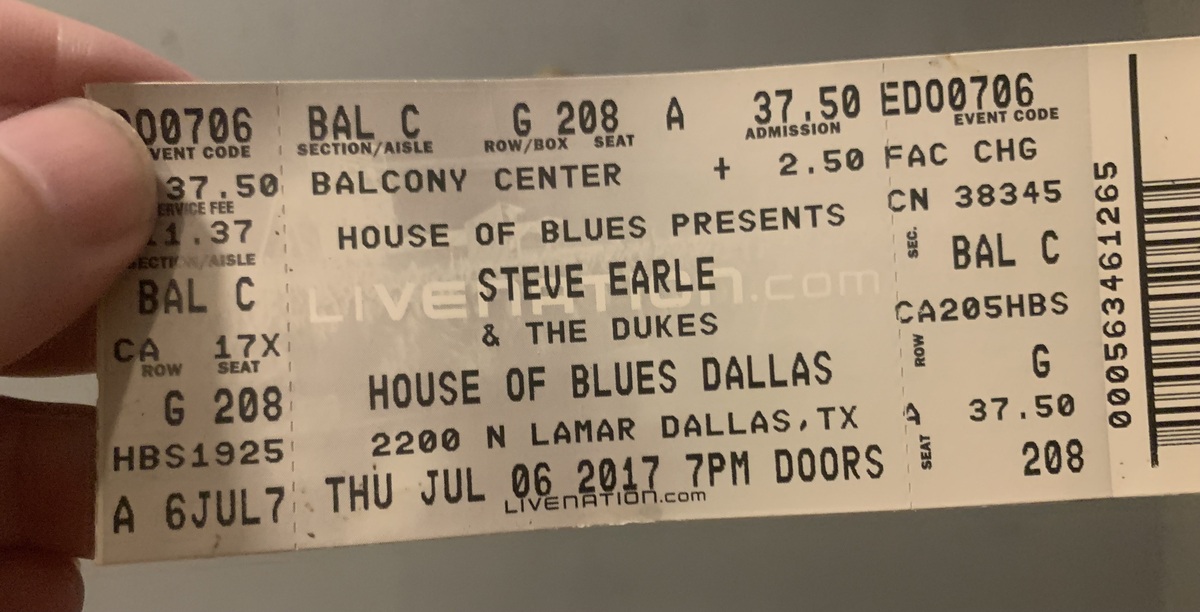 00706 BAL C G 208 A 37.50 EDO0706
VENT CODE SECTION/AISLE ROW/BOX SEAT ADMISSION EVENT CODE
37.50 BALCONY CENTER + 2.50 FAC CHG
ERVICE FEE
1.37 HOUSE OF BLUES PRESENTS CN 38345
SECTION/AISLE STEVE EARLE SEC.
BAL C LIVENATION.com BAL C
CA 17X & THE DUKES CA205HBS
ROW SEAT ROW
G 208 HOUSE OF BLUES DALLAS G
HBS1925 2200 N LAMAR DALLAS,TX A 37.50
A 6JUL7 THU JUL 06 2017 7PM DOORS SEAT 208
LIVENATION.com
000563461265